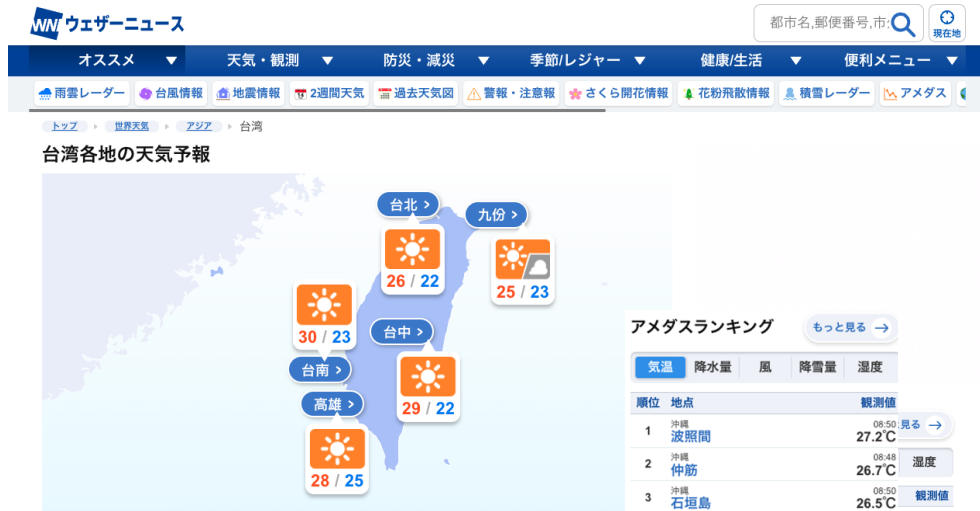 WNI ウェザーニュース
都市名,郵便番号,市
現在地
オススメ ▼ 天気・観測 ▼ 防災・減災 ▼ 季節/レジャー ▼ 健康/生活 ▼ 便利メニュー ▼
雨雲レーダー 台風情報 地震情報 2週間天気 過去天気図 警報・注意報 さくら開花情報 花粉飛散情報 積雪レーダー アメダス
トップ 世界天気 アジア 台湾
台湾各地の天気予報
台北 >
九份 >
26 / 22
25 / 23
30 / 23
台中 >
台南 >
29 / 22
高雄 >
28 / 25
アメダスランキング
もっと見る →
気温 降水量 風 降雪量 湿度
順位 地点 観測値
1 沖縄 波照間 08:50 27.2℃
見る →
2 沖縄 仲筋 08:48 26.7℃
湿度
3 沖縄 石垣島 08:50 26.5℃
観測値